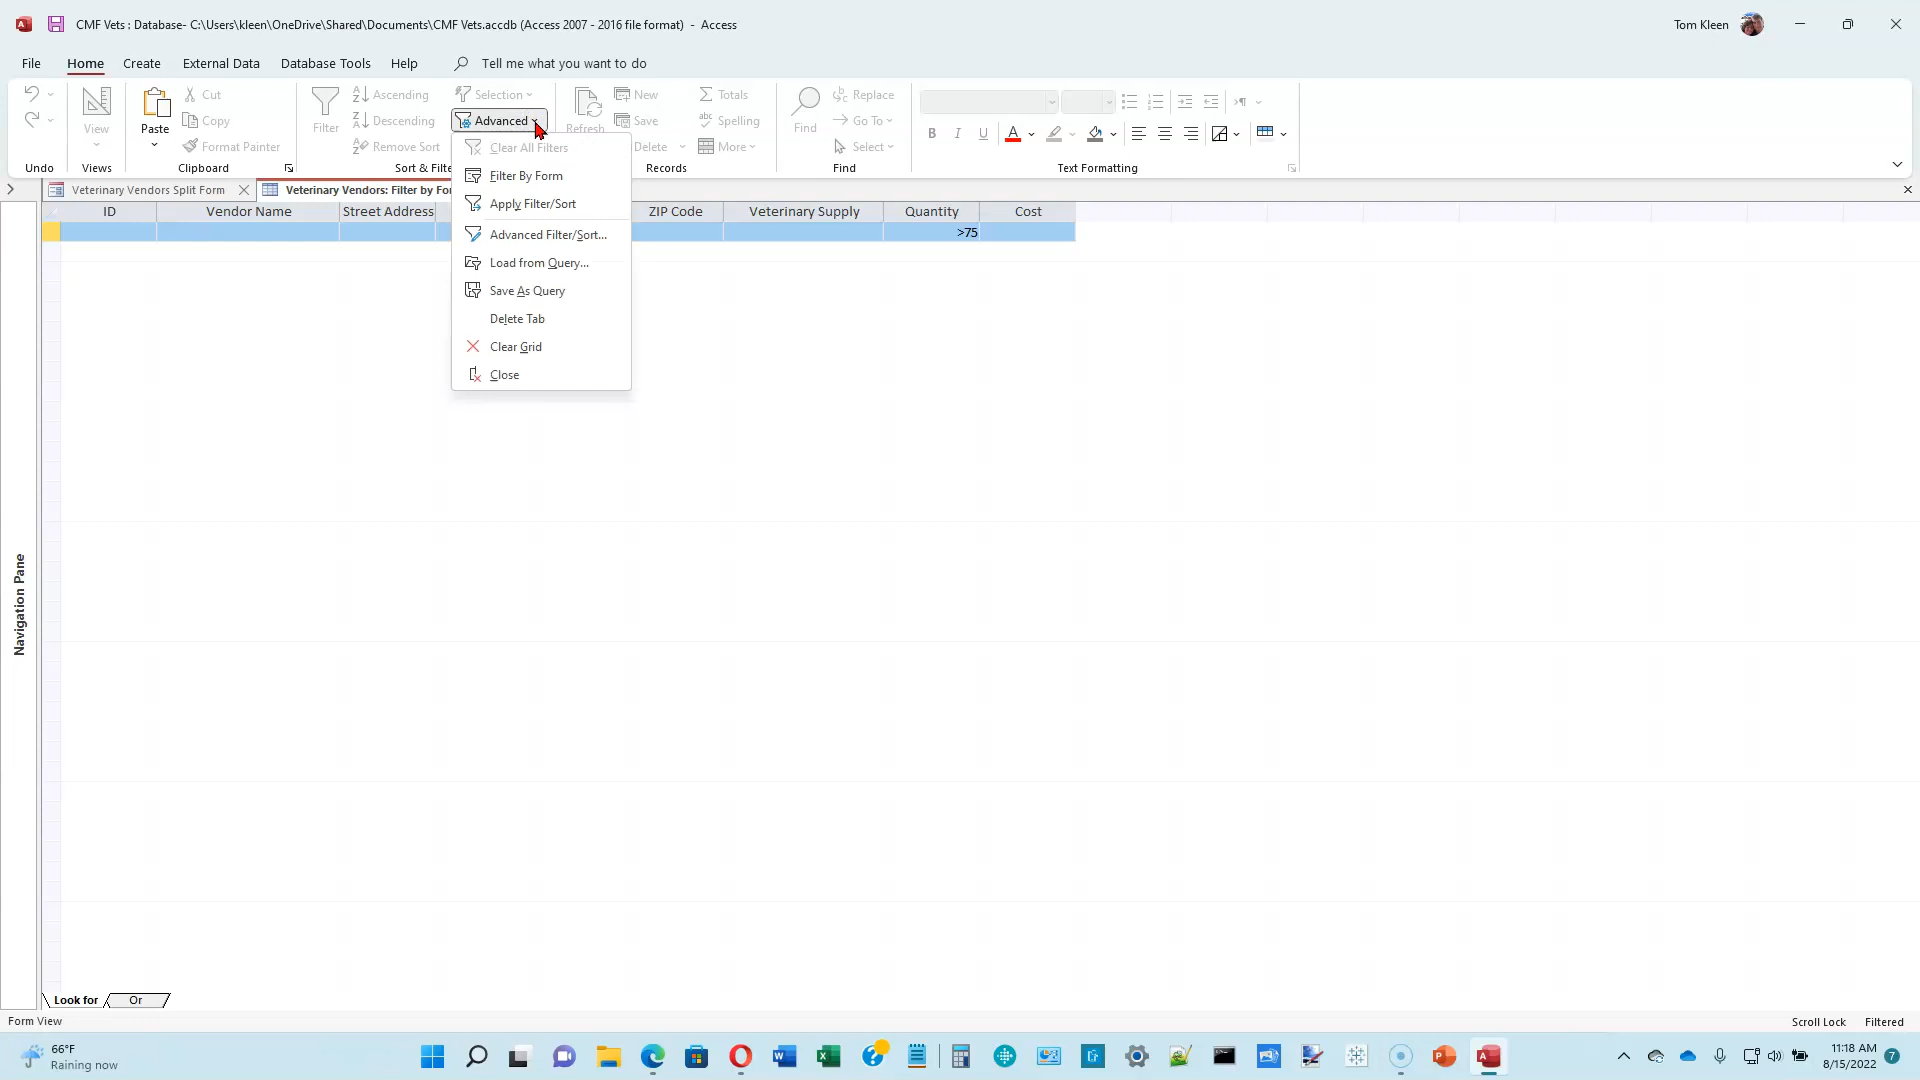 CMF Vets : Database- C:\Users\kleen\OneDrive\Shared\Documents\CMF Vets.accdb (Access 2007 - 2016 file format) - Access
Tom Kleen
File Home Create External Data Database Tools Help Tell me what you want to do
Cut
Copy
Format Painter
View
Paste
Filter
Ascending
Descending
Remove Sort
Selection
Advanced
Refresh
New
Save
Delete
Totals
Spelling
More
Find
Replace
Go To
Select
B I U A
Undo Views Clipboard Sort & Filte Records Find Text Formatting
Clear All Filters
Filter By Form
Apply Filter/Sort
Advanced Filter/Sort...
Load from Query...
Save As Query
Delete Tab
Clear Grid
Close
Veterinary Vendors Split Form
Veterinary Vendors: Filter by For
ID Vendor Name Street Address ZIP Code Veterinary Supply Quantity Cost
>75
Navigation Pane
Look for Or
Form View
Scroll Lock Filtered
66°F
Raining now
11:18 AM
8/15/2022
7